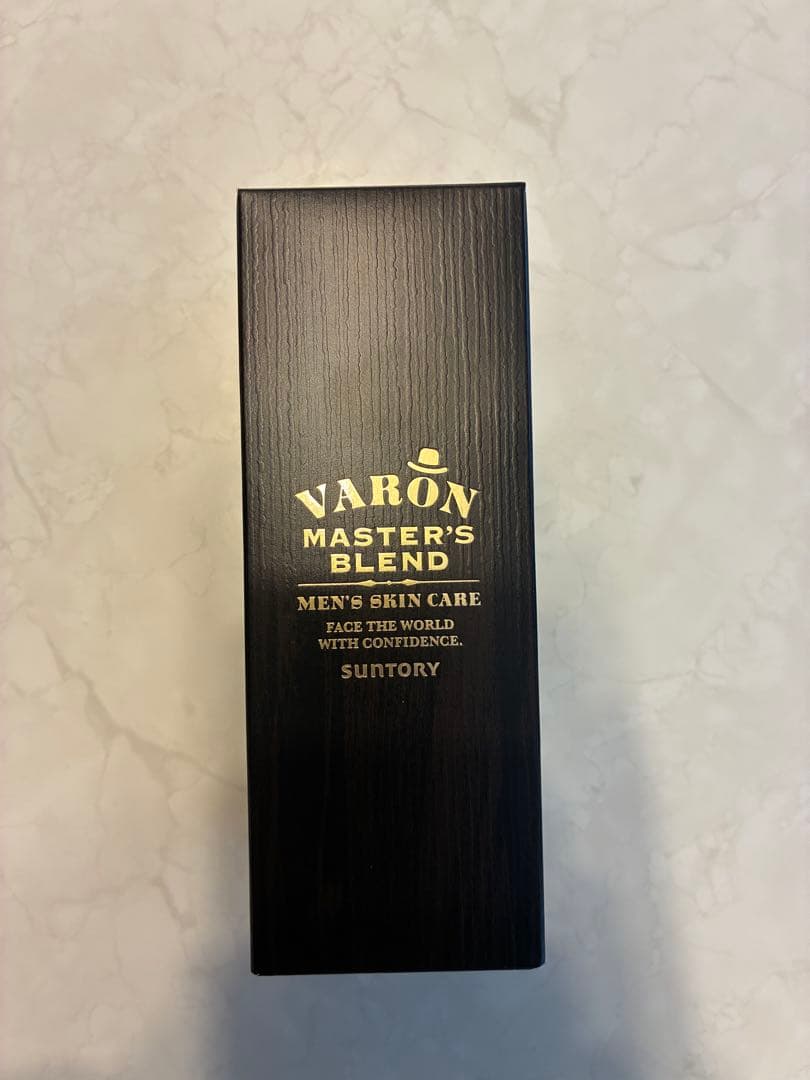 VARON
MASTER'S
BLEND
MEN'S SKIN CARE
FACE THE WORLD
WITH CONFIDENCE.
SUNTORY